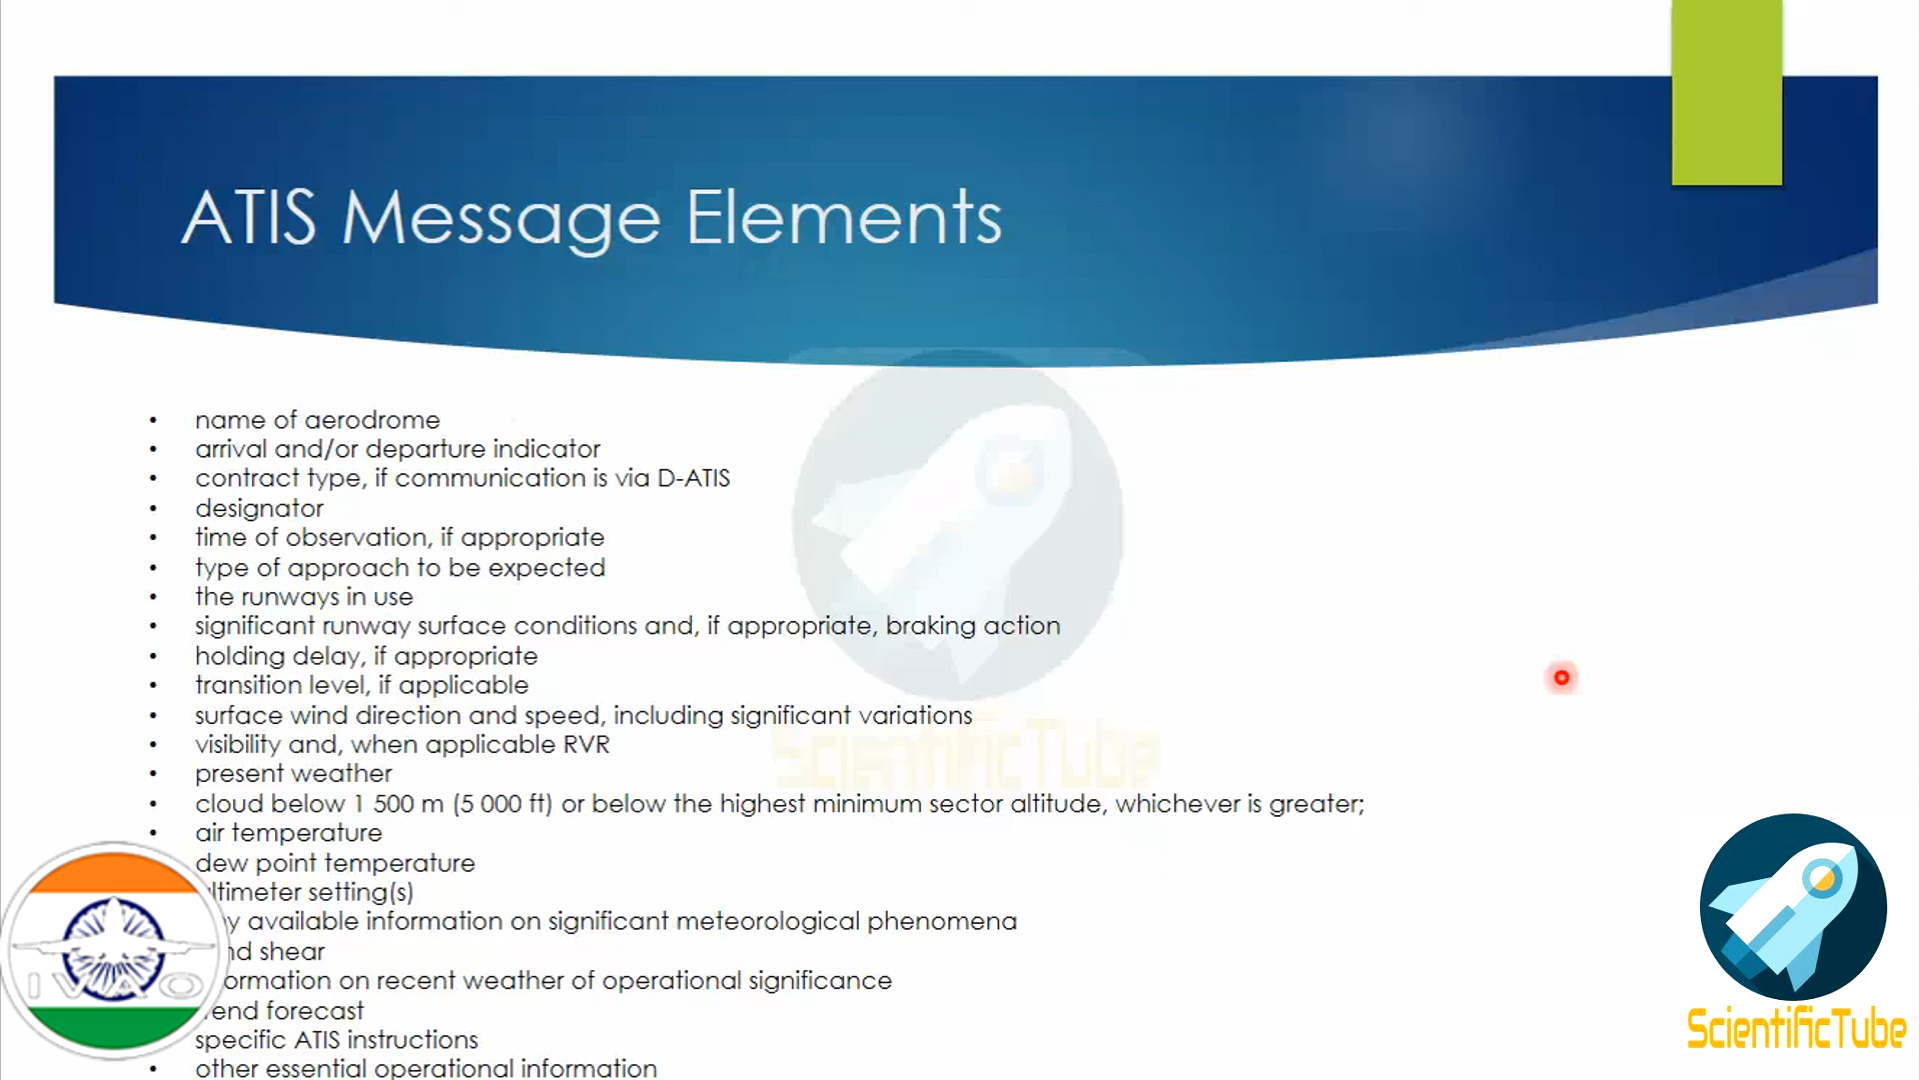 ATIS Message Elements
• name of aerodrome
• arrival and/or departure indicator
• contract type, if communication is via D-ATIS
• designator
• time of observation, if appropriate
• type of approach to be expected
• the runways in use
• significant runway surface conditions and, if appropriate, braking action
• holding delay, if appropriate
• transition level, if applicable
• surface wind direction and speed, including significant variations
• visibility and, when applicable RVR
• present weather
• cloud below 1 500 m (5 000 ft) or below the highest minimum sector altitude, whichever is greater;
• air temperature
dew point temperature
ltimeter setting(s)
y available information on significant meteorological phenomena
nd shear
ormation on recent weather of operational significance
end forecast
specific ATIS instructions
• other essential operational information
ScientificTube
IVAO
ScientificTube